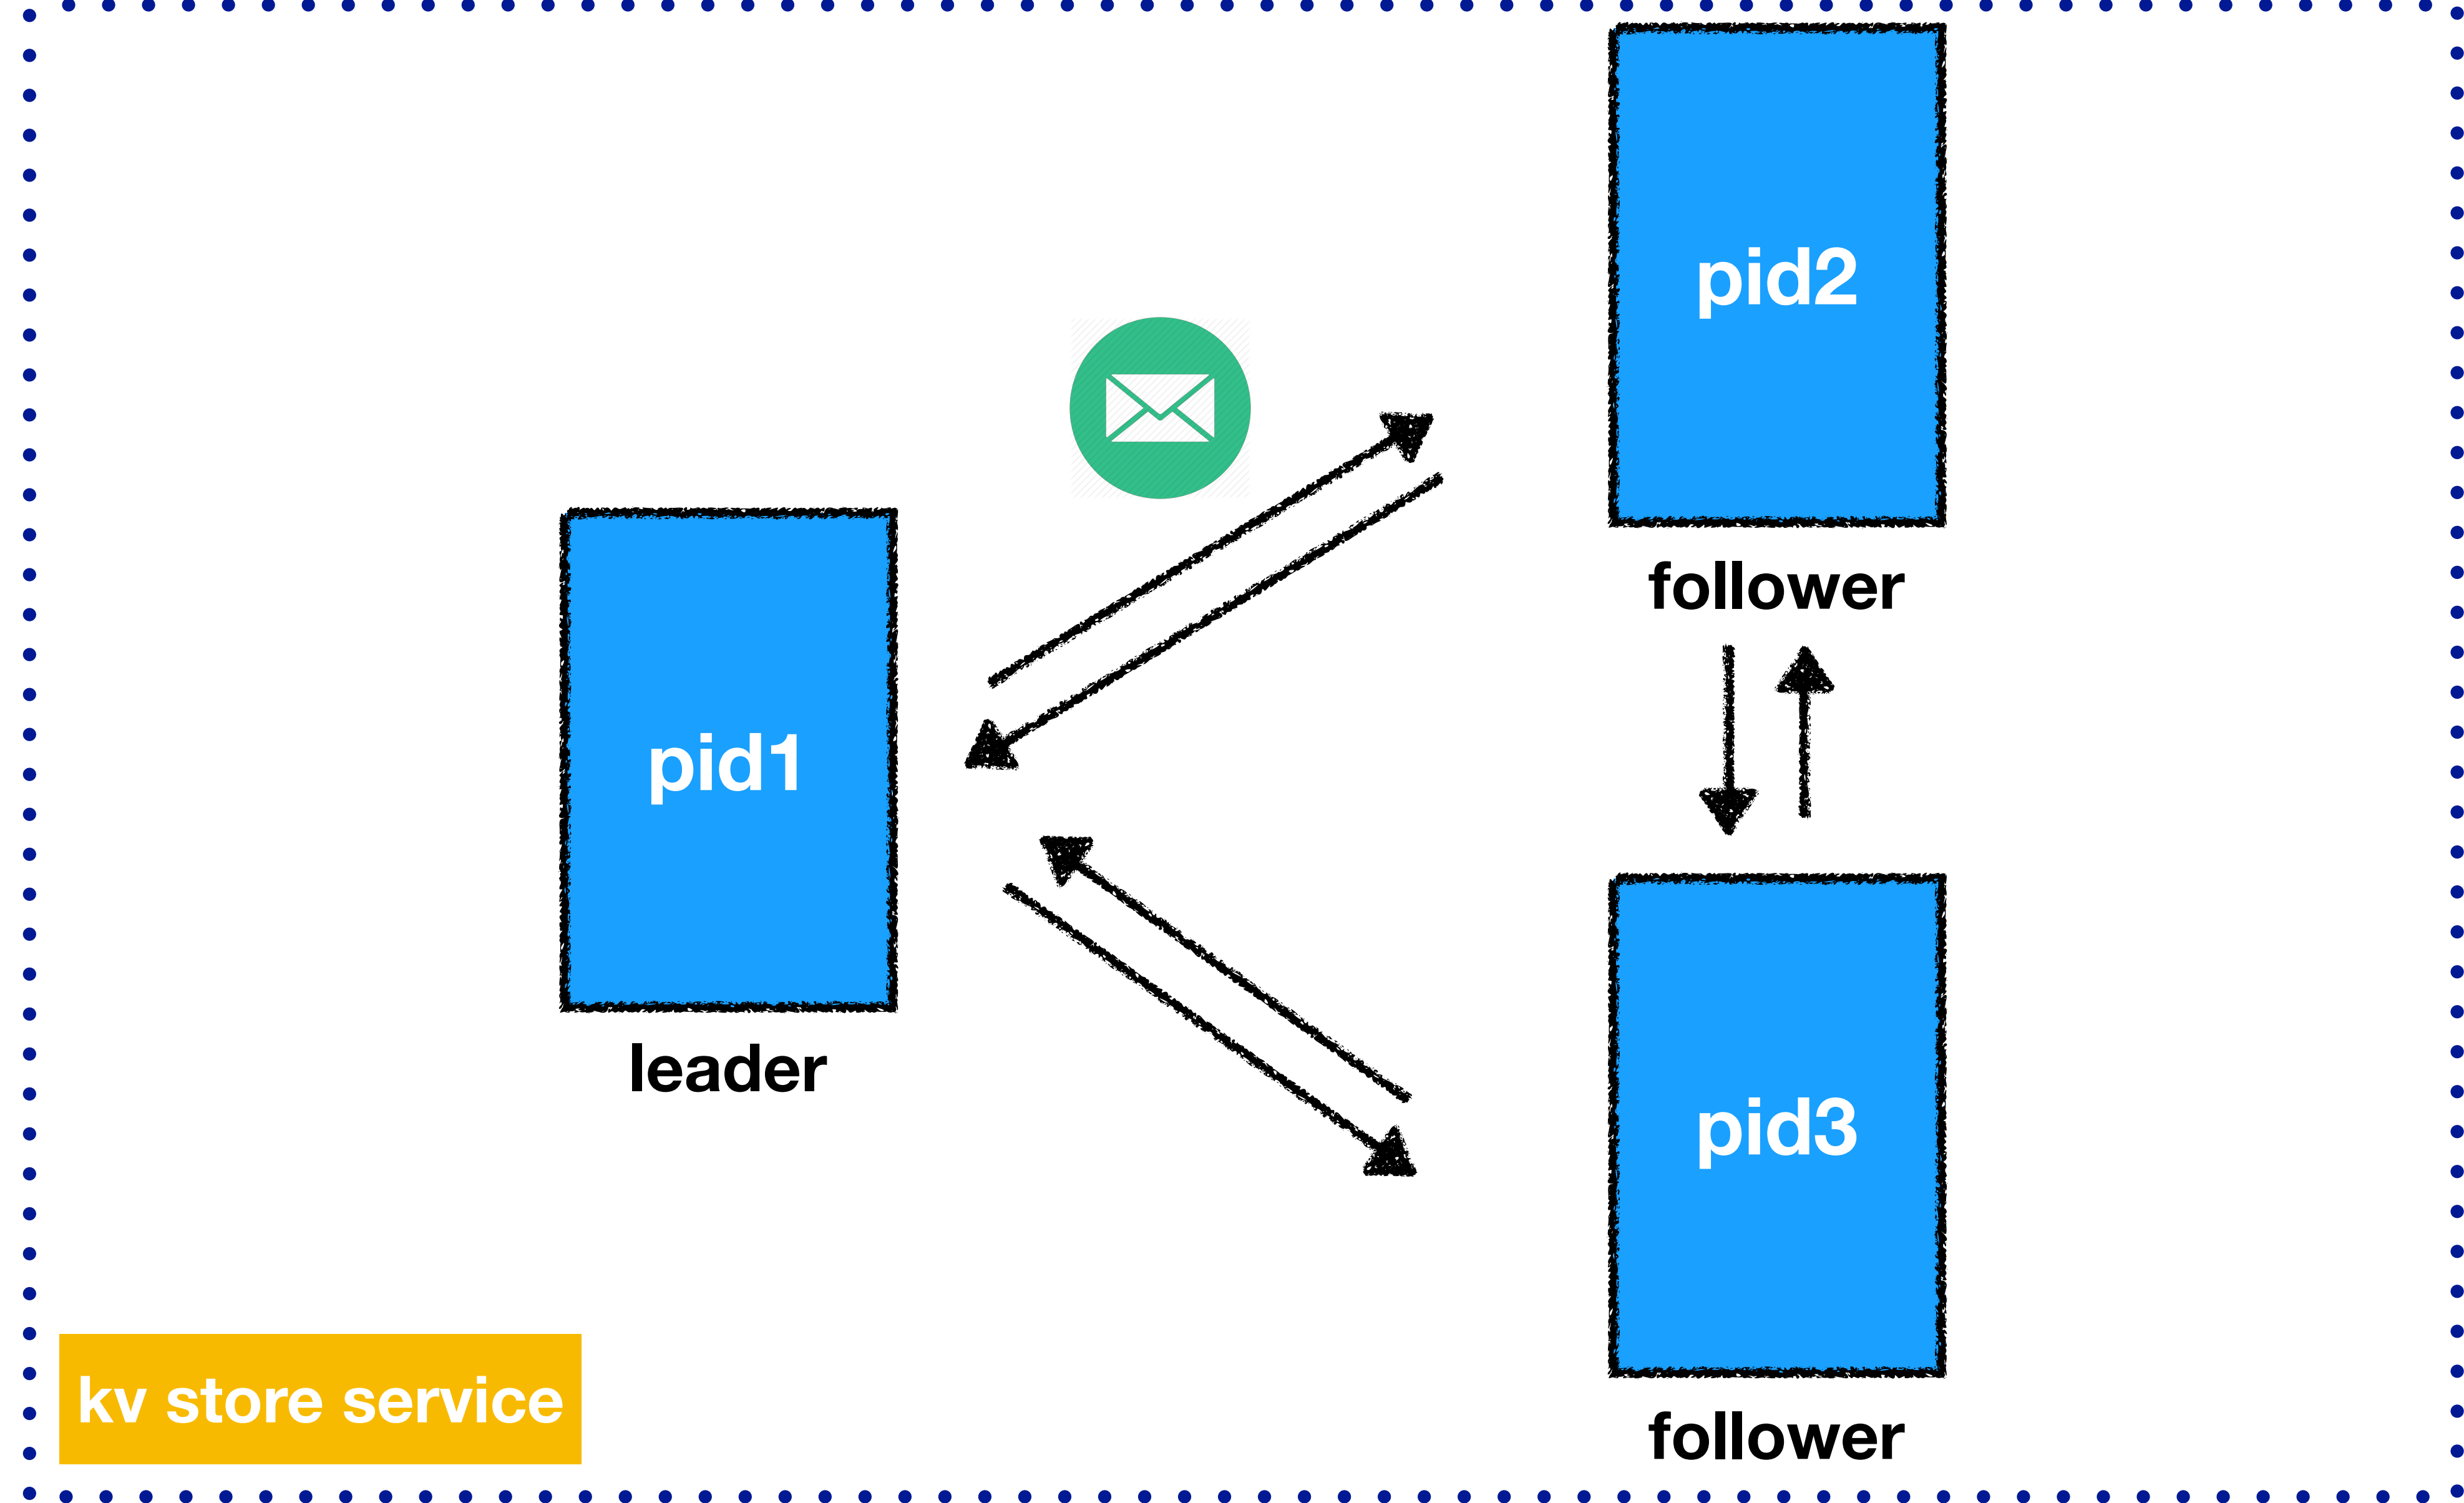 pid2
follower
pid1
leader
pid3
follower
kv store service